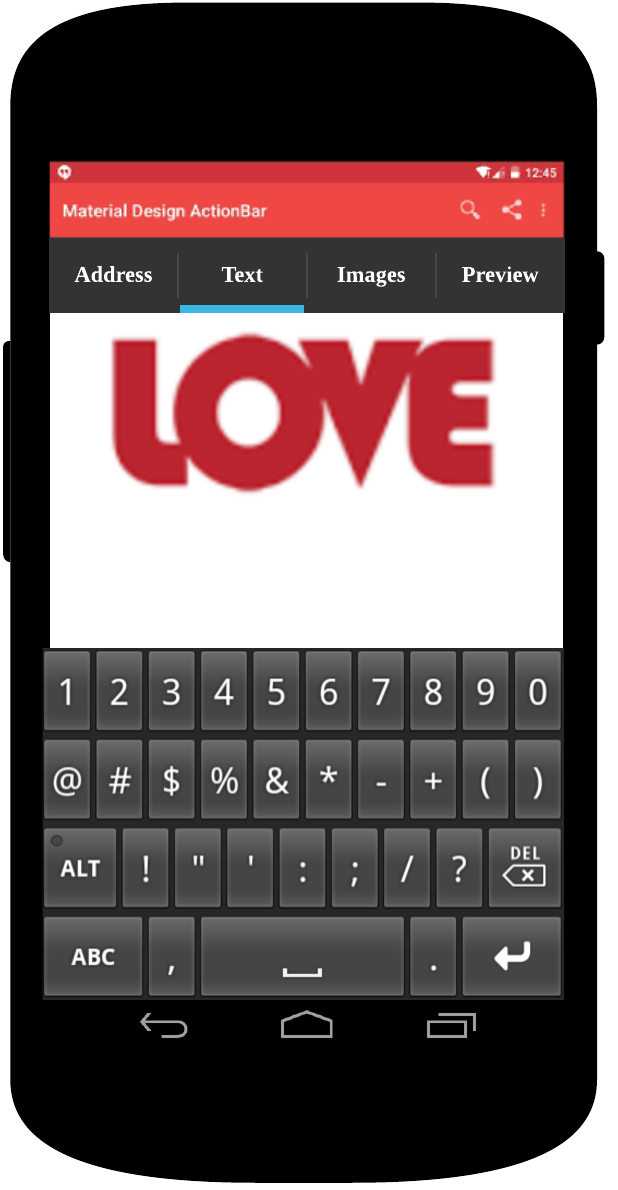 12:45
Material Design ActionBar
Address Text Images Preview
LOVE
1 2 3 4 5 6 7 8 9 0
@ # $ % & * - + ( )
DEL
ALT ! " ' : ; / ?
ABC , .